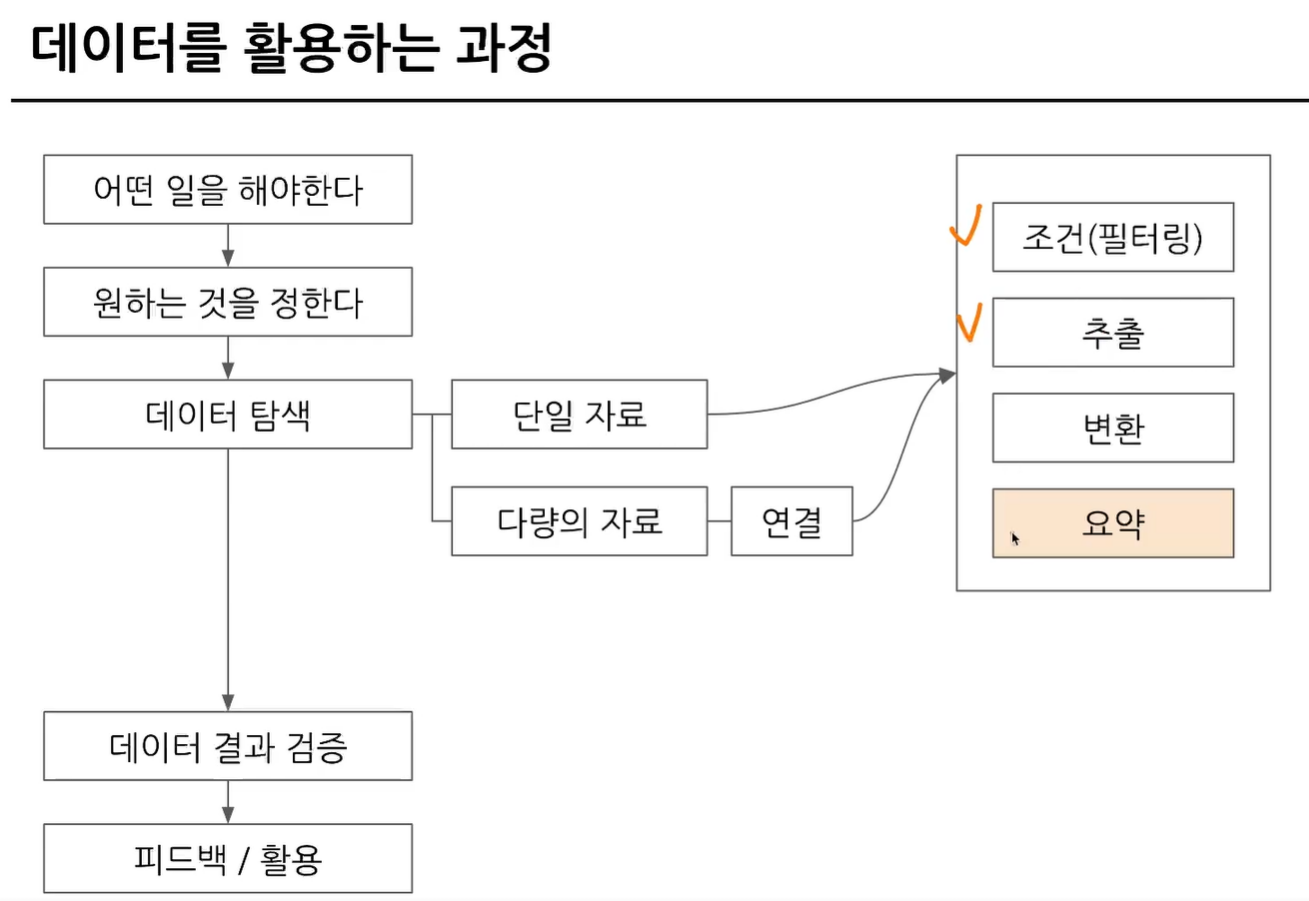 데이터를 활용하는 과정
어떤 일을 해야한다
원하는 것을 정한다
데이터 탐색
단일 자료
다량의 자료
연결
조건(필터링)
추출
변환
요약
데이터 결과 검증
피드백 / 활용